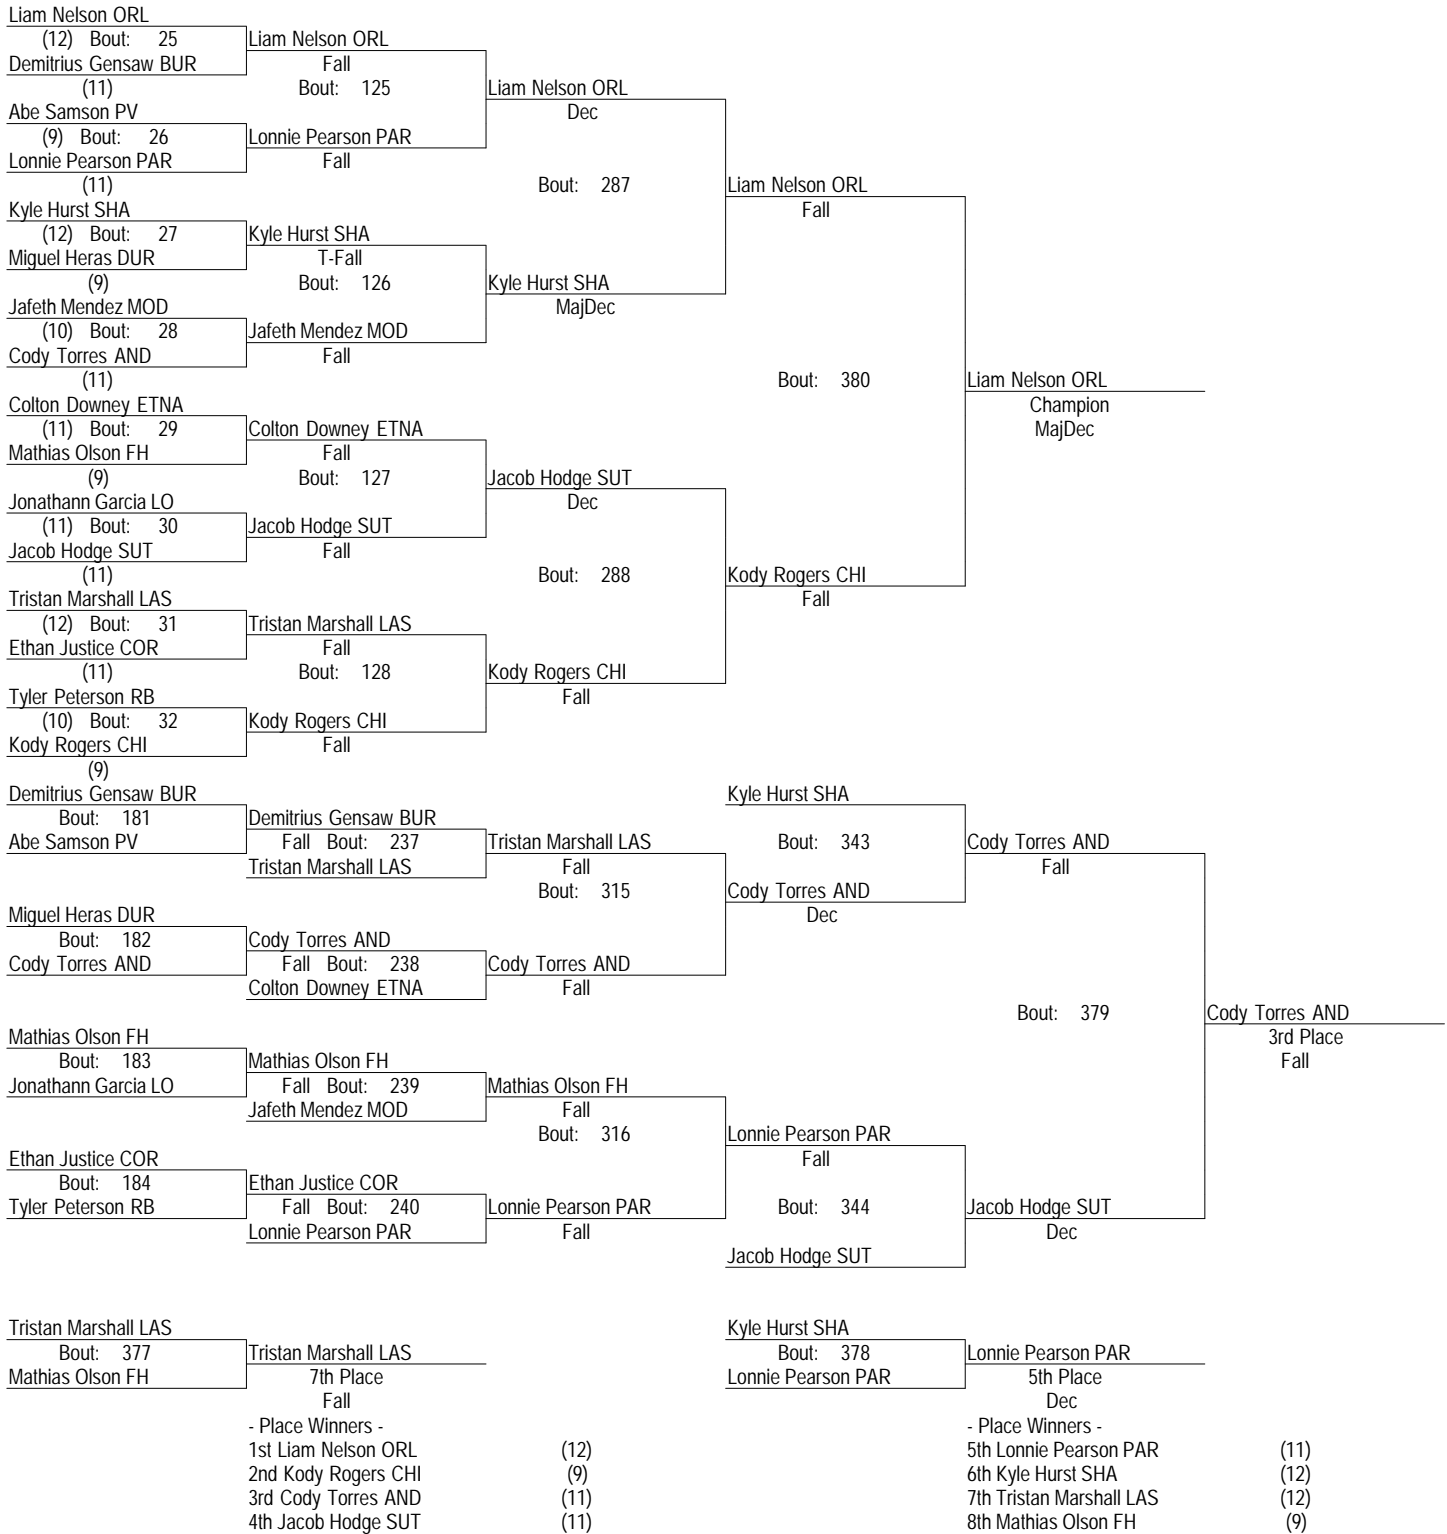 Liam Nelson ORL
(12) Bout: 25 Liam Nelson ORL
Demitrius Gensaw BUR Fall
(11) Bout: 125 Liam Nelson ORL
Abe Samson PV Dec
(9) Bout: 26 Lonnie Pearson PAR
Lonnie Pearson PAR Fall
(11) Bout: 287 Liam Nelson ORL
Kyle Hurst SHA Fall
(12) Bout: 27 Kyle Hurst SHA
Miguel Heras DUR T-Fall
(9) Bout: 126 Kyle Hurst SHA
Jafeth Mendez MOD MajDec
(10) Bout: 28 Jafeth Mendez MOD
Cody Torres AND Fall
(11) Bout: 380 Liam Nelson ORL
Colton Downey ETNA Champion
(11) Bout: 29 Colton Downey ETNA MajDec
Mathias Olson FH Fall
(9) Bout: 127 Jacob Hodge SUT
Jonathann Garcia LO Dec
(11) Bout: 30 Jacob Hodge SUT
Jacob Hodge SUT Fall
(11) Bout: 288 Kody Rogers CHI
Tristan Marshall LAS Fall
(12) Bout: 31 Tristan Marshall LAS
Ethan Justice COR Fall
(11) Bout: 128 Kody Rogers CHI
Tyler Peterson RB Fall
(10) Bout: 32 Kody Rogers CHI
Kody Rogers CHI Fall
(9)
Demitrius Gensaw BUR Kyle Hurst SHA
Bout: 181 Demitrius Gensaw BUR
Abe Samson PV Fall Bout: 237 Tristan Marshall LAS Bout: 343 Cody Torres AND
Tristan Marshall LAS Fall Fall
Bout: 315 Cody Torres AND
Miguel Heras DUR Dec
Bout: 182 Cody Torres AND
Cody Torres AND Fall Bout: 238 Cody Torres AND
Colton Downey ETNA Fall
Bout: 379 Cody Torres AND
Mathias Olson FH 3rd Place
Bout: 183 Mathias Olson FH Fall
Jonathann Garcia LO Fall Bout: 239 Mathias Olson FH
Jafeth Mendez MOD Fall
Bout: 316 Lonnie Pearson PAR
Ethan Justice COR Fall
Bout: 184 Ethan Justice COR
Tyler Peterson RB Fall Bout: 240 Lonnie Pearson PAR Bout: 344 Jacob Hodge SUT
Lonnie Pearson PAR Fall Dec
Jacob Hodge SUT
Tristan Marshall LAS Kyle Hurst SHA
Bout: 377 Tristan Marshall LAS Bout: 378 Lonnie Pearson PAR
Mathias Olson FH 7th Place Lonnie Pearson PAR 5th Place
Fall Dec
- Place Winners - - Place Winners -
1st Liam Nelson ORL (12) 5th Lonnie Pearson PAR (11)
2nd Kody Rogers CHI (9) 6th Kyle Hurst SHA (12)
3rd Cody Torres AND (11) 7th Tristan Marshall LAS (12)
4th Jacob Hodge SUT (11) 8th Mathias Olson FH (9)